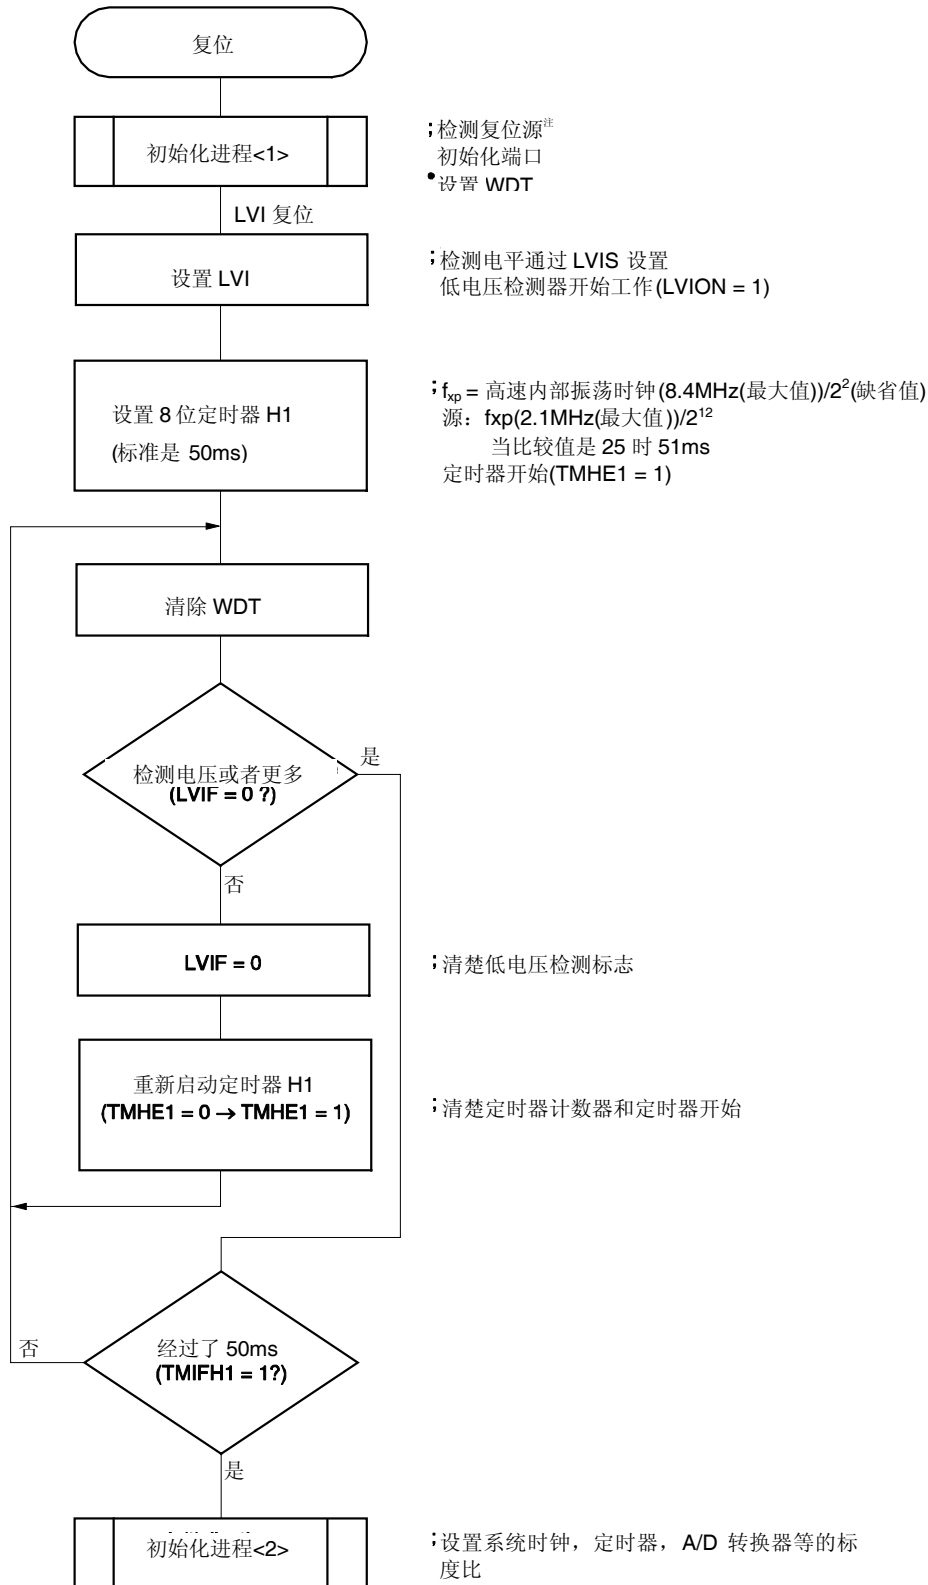 复位
初始化进程<1>
;检测复位源注
初始化端口
设置 WDT
LVI 复位
设置 LVI
;检测电平通过 LVIS 设置
低电压检测器开始工作(LVION = 1)
设置 8 位定时器 H1
(标准是 50ms)
;fxp = 高速内部振荡时钟(8.4MHz(最大值))/2²(缺省值)
源：fxp(2.1MHz(最大值))/2¹²
当比较值是 25 时 51ms
定时器开始(TMHE1 = 1)
清除 WDT
检测电压或者更多
(LVIF = 0 ?)
是
否
LVIF = 0
;清楚低电压检测标志
重新启动定时器 H1
(TMHE1 = 0 → TMHE1 = 1)
;清楚定时器计数器和定时器开始
否
经过了 50ms
(TMIFH1 = 1?)
是
初始化进程<2>
;设置系统时钟，定时器，A/D 转换器等的标
度比